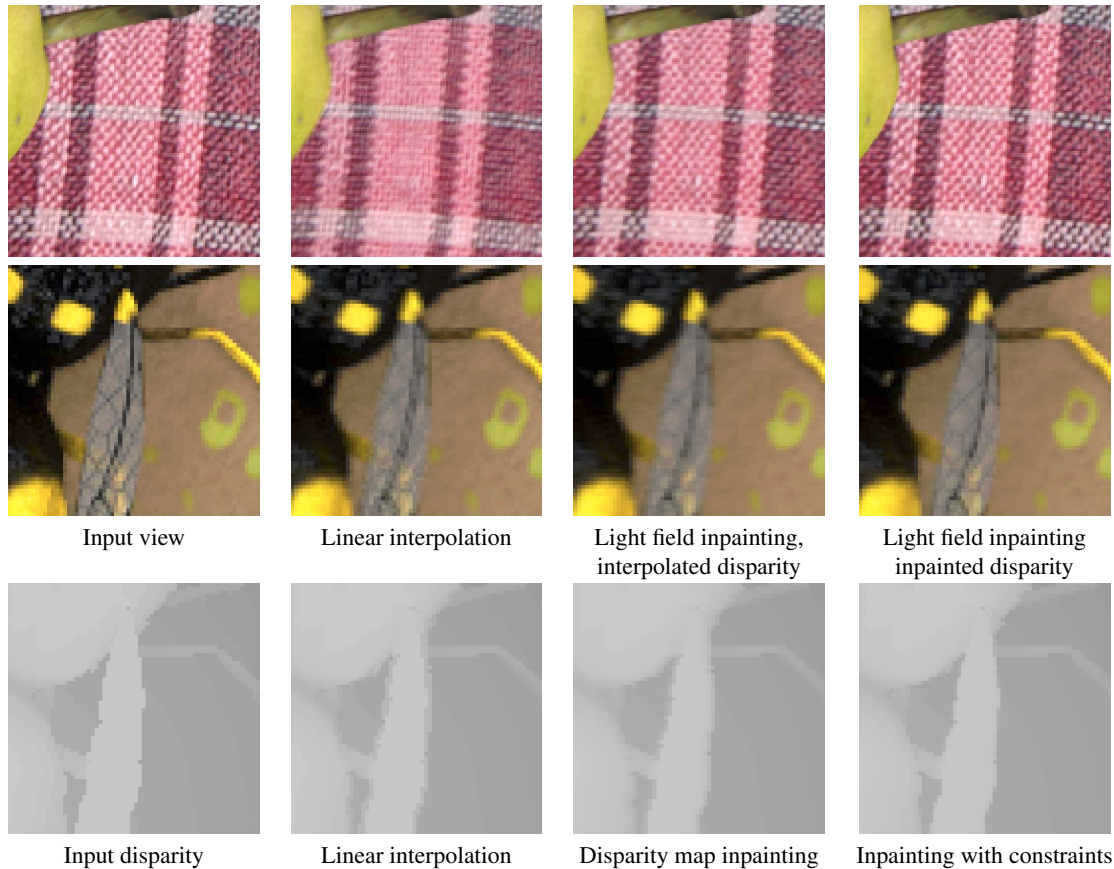 Input view
Linear interpolation
Light field inpainting,
interpolated disparity
Light field inpainting
inpainted disparity
Input disparity
Linear interpolation
Disparity map inpainting
Inpainting with constraints